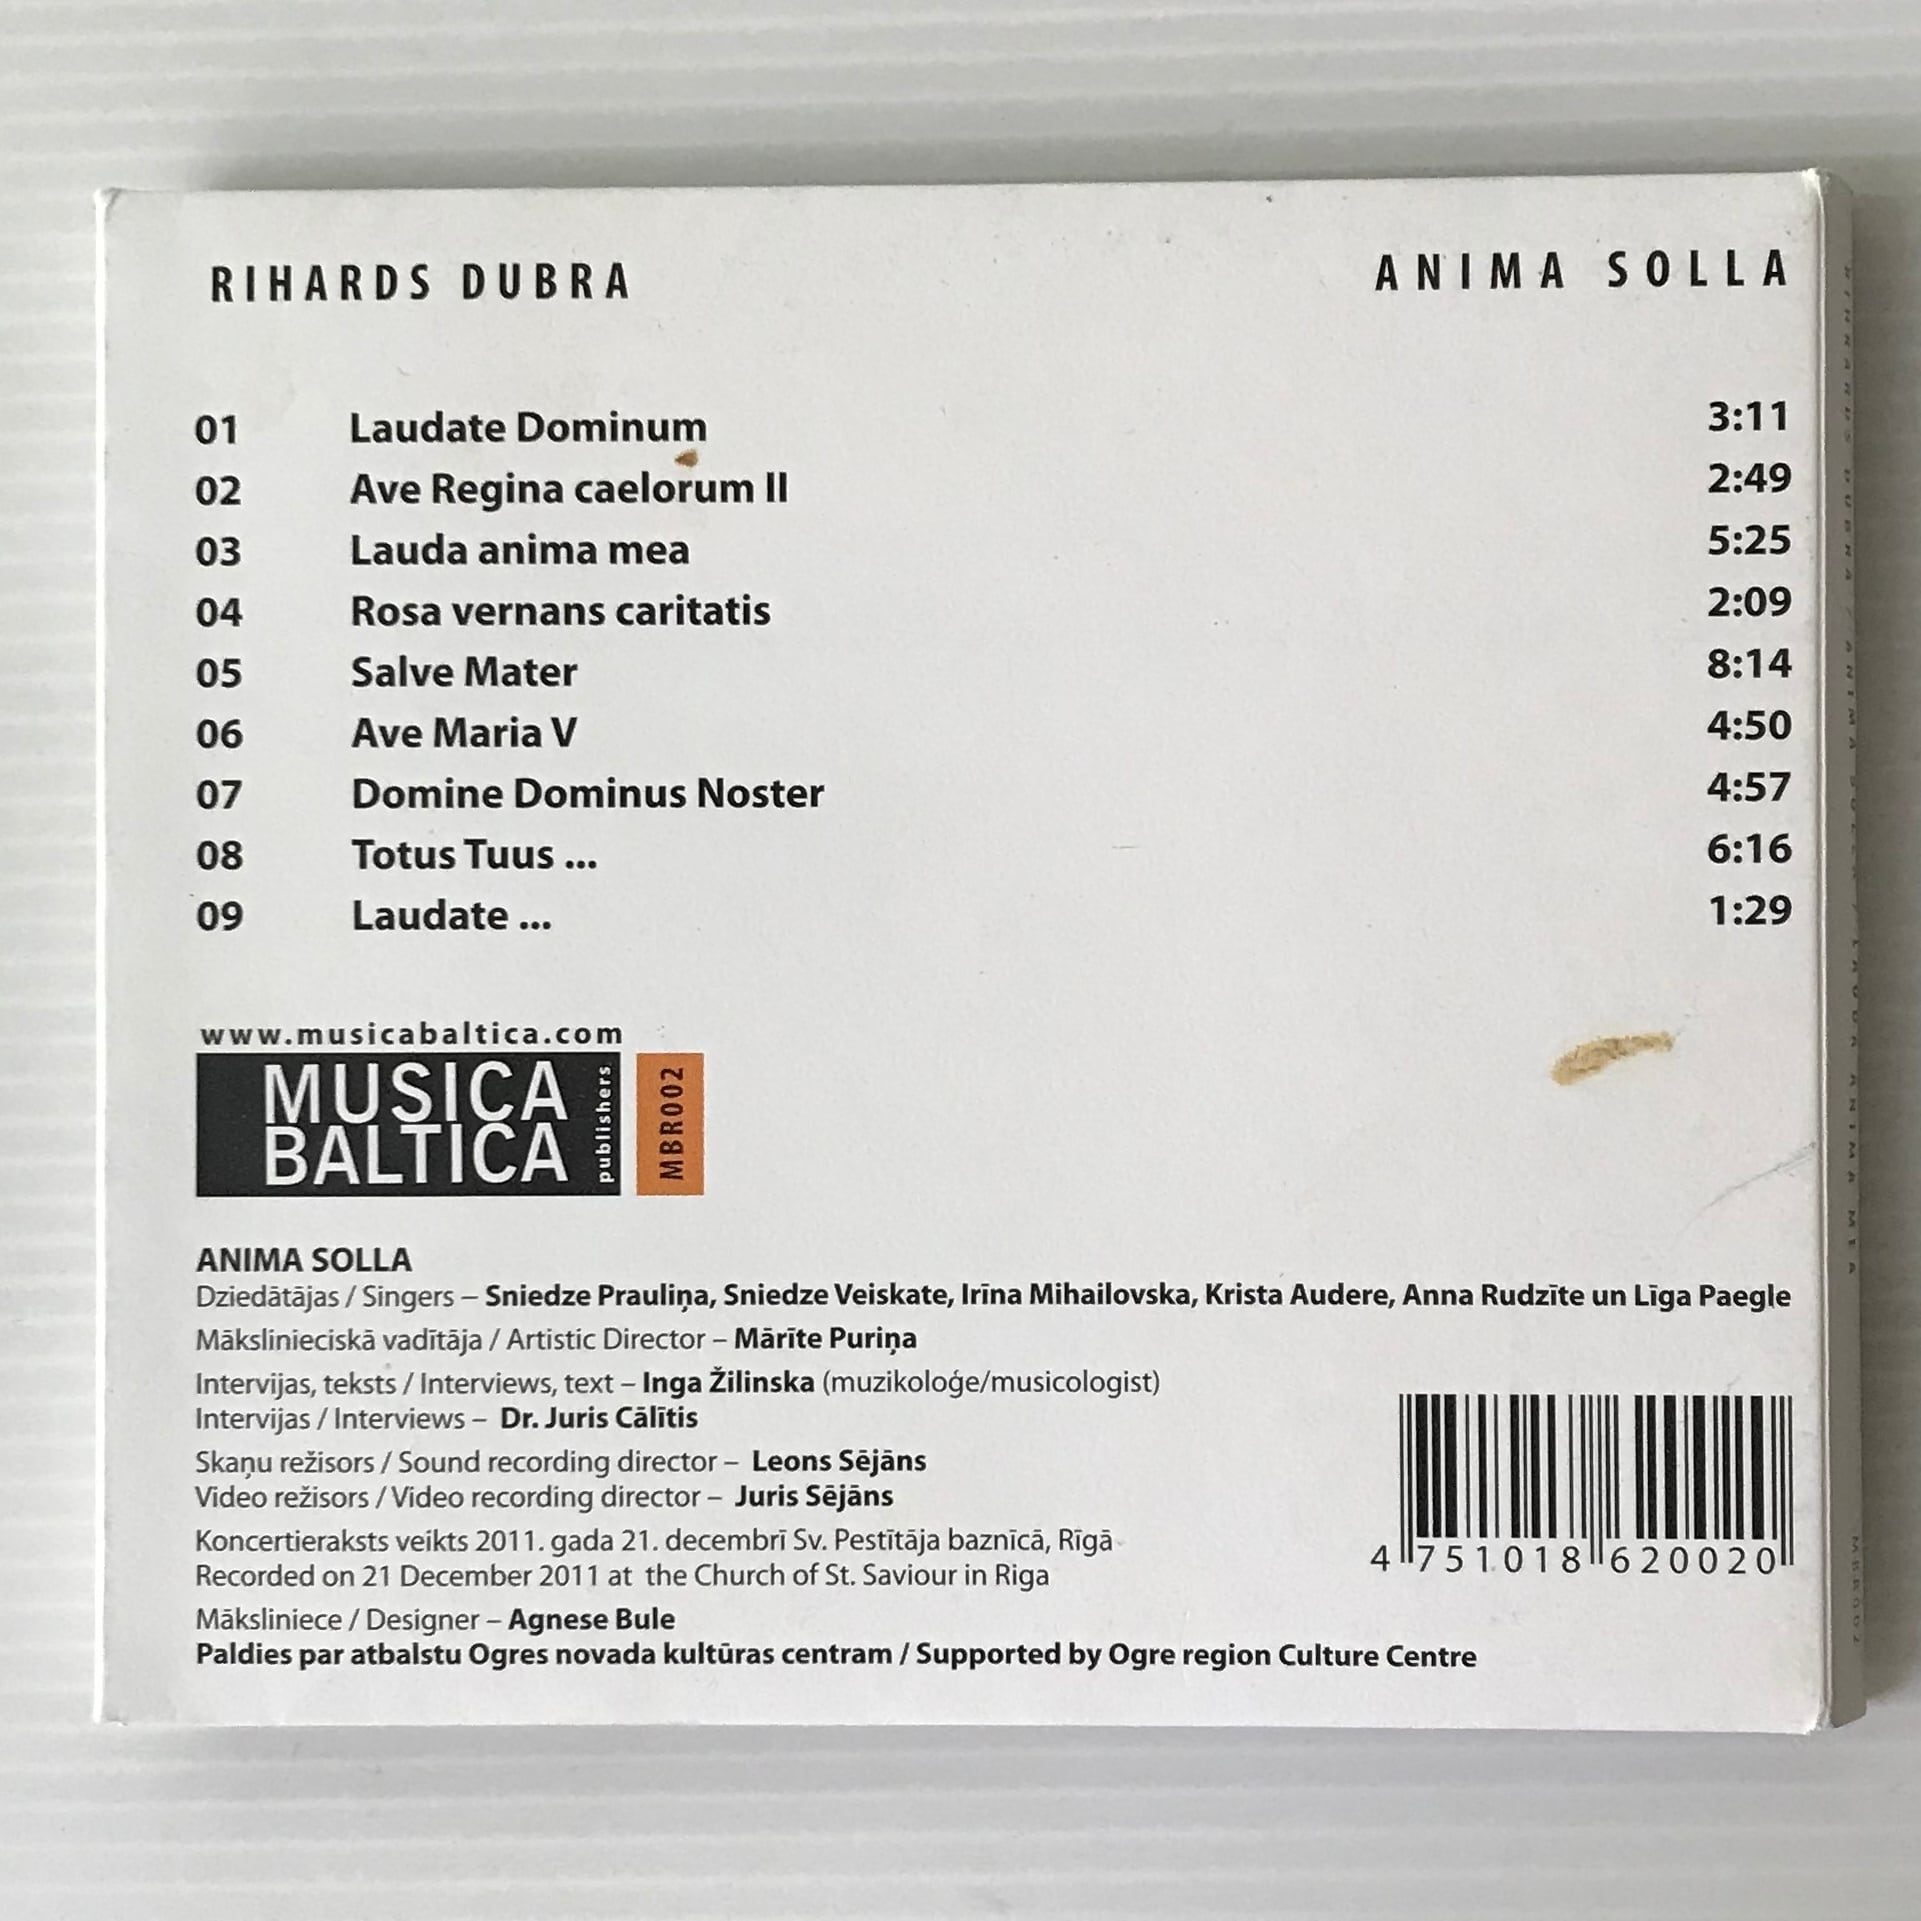 RIHARDS DUBRA ANIMA SOLLA
01 Laudate Dominum 3:11
02 Ave Regina caelorum II 2:49
03 Lauda anima mea 5:25
04 Rosa vernans caritatis 2:09
05 Salve Mater 8:14
06 Ave Maria V 4:50
07 Domine Dominus Noster 4:57
08 Totus Tuus ... 6:16
09 Laudate ... 1:29
www.musicabaltica.com
MUSICA
BALTICA
publishers
MBR002
ANIMA SOLLA
Dziedātājas / Singers – Sniedze Prauliņa, Sniedze Veiskate, Irīna Mihailovska, Krista Audere, Anna Rudzīte un Līga Paegle
Mākslinieciskā vadītāja / Artistic Director – Mārīte Puriņa
Intervijas, teksts / Interviews, text – Inga Žilinska (muzikoloģe/musicologist)
Intervijas / Interviews – Dr. Juris Cālītis
Skaņu režisors / Sound recording director – Leons Sējāns
Video režisors / Video recording director – Juris Sējāns
Koncertieraksts veikts 2011. gada 21. decembrī Sv. Pestītāja baznīcā, Rīgā
Recorded on 21 December 2011 at the Church of St. Saviour in Riga
Māksliniece / Designer – Agnese Bule
Paldies par atbalstu Ogres novada kultūras centram / Supported by Ogre region Culture Centre
4 751018 620020
RIHARDS DUBRA / ANIMA SOLLA / LAUDA ANIMA MEA
MBR002